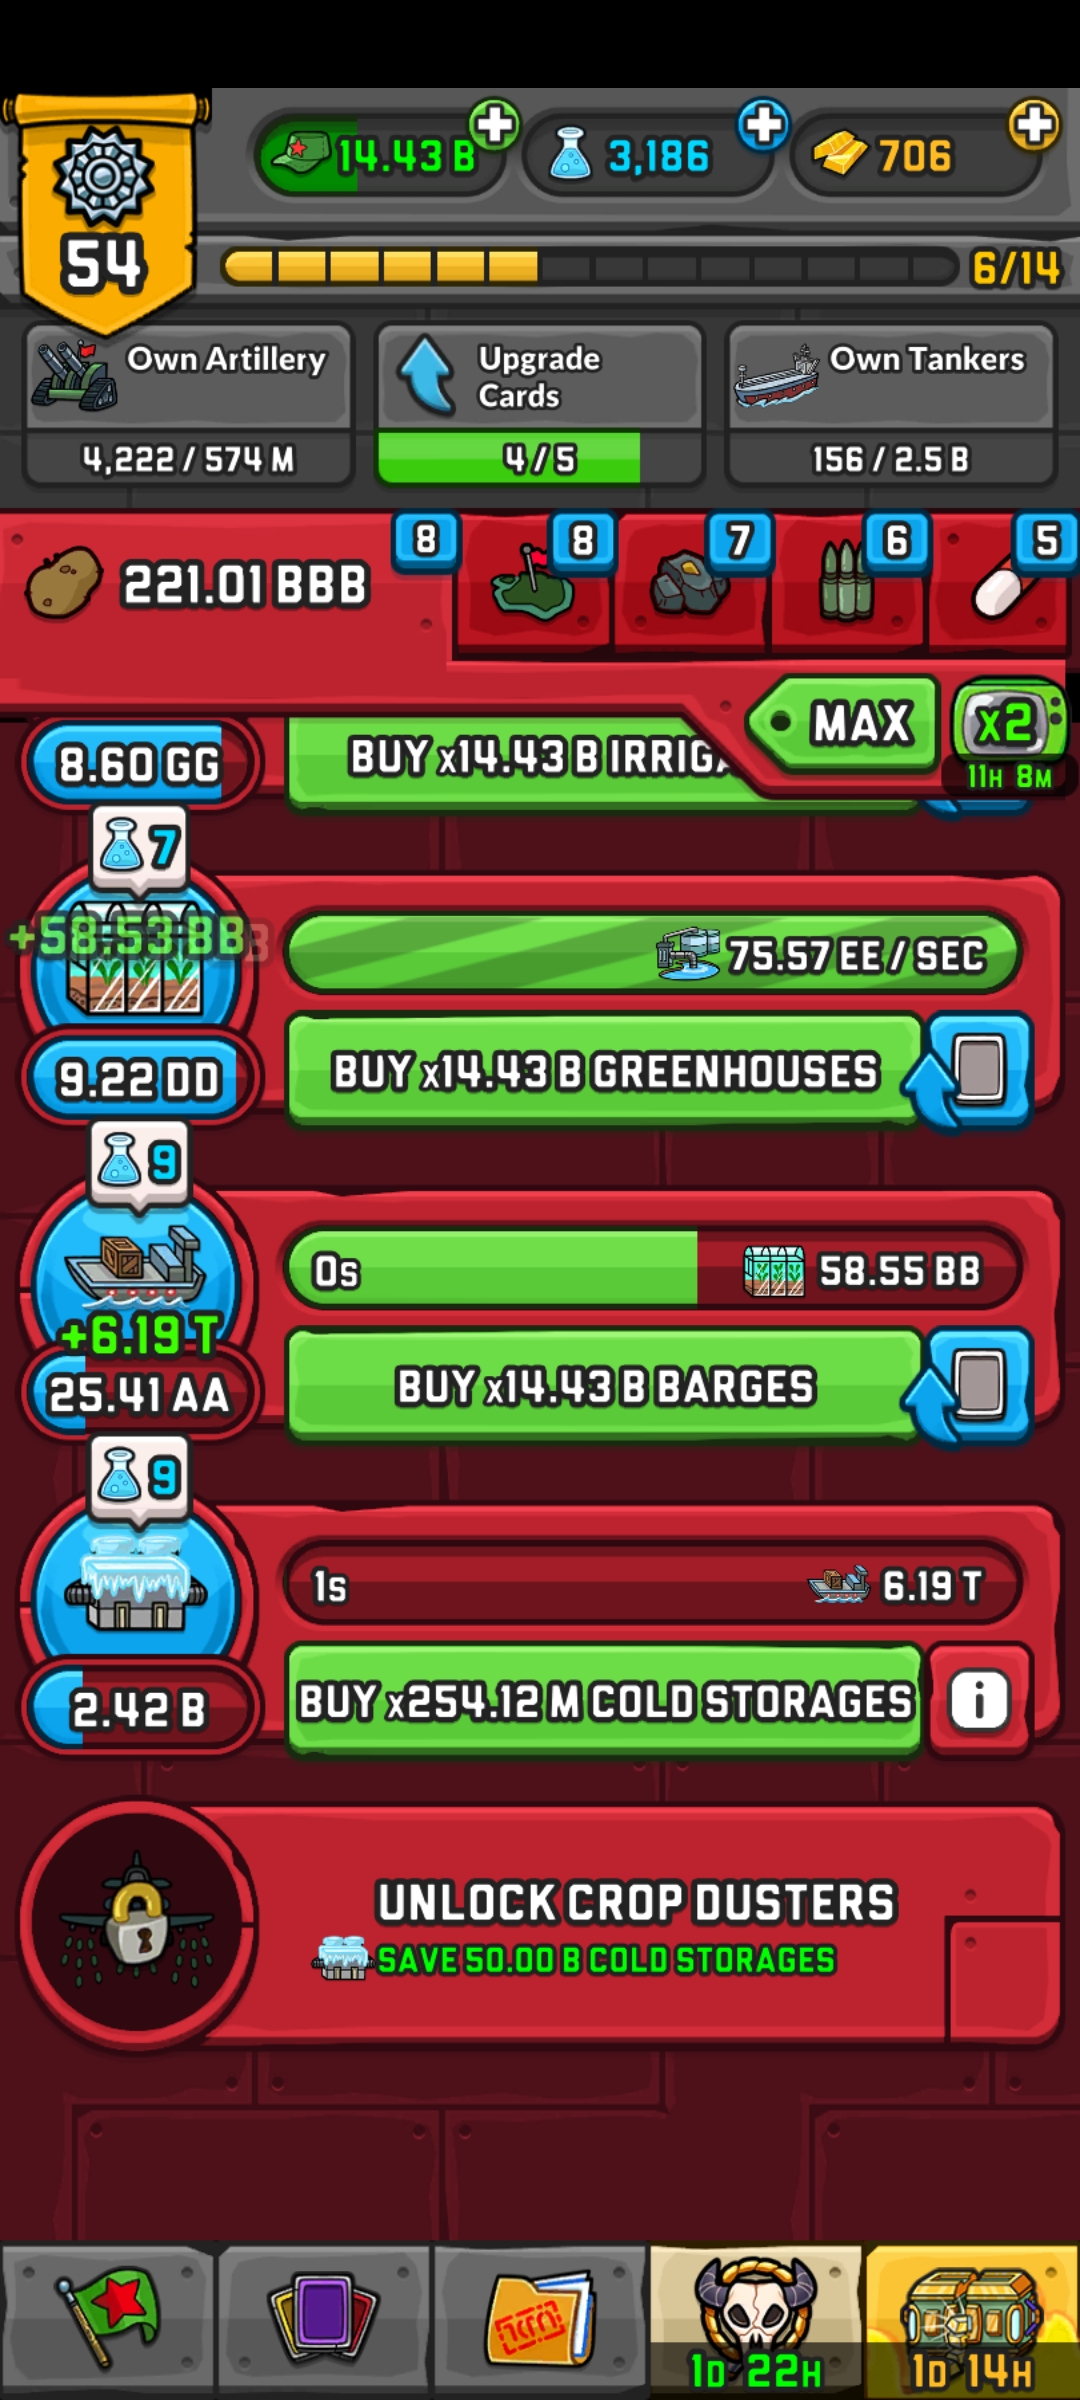 14.43 B
3,186
706
54
6/14
Own Artillery
4,222 / 574 M
Upgrade
Cards
4 / 5
Own Tankers
156 / 2.5 B
221.01 BBB
8
8
7
6
5
MAX
x2
11H 8M
8.60 GG
BUY x14.43 B
7
+58.53 BB
75.57 EE / SEC
9.22 DD
BUY x14.43 B GREENHOUSES
9
0s
58.55 BB
+6.19 T
25.41 AA
BUY x14.43 B BARGES
9
1s
6.19 T
2.42 B
BUY x254.12 M COLD STORAGES
i
UNLOCK CROP DUSTERS
SAVE 50.00 B COLD STORAGES
1D 22H
1D 14H